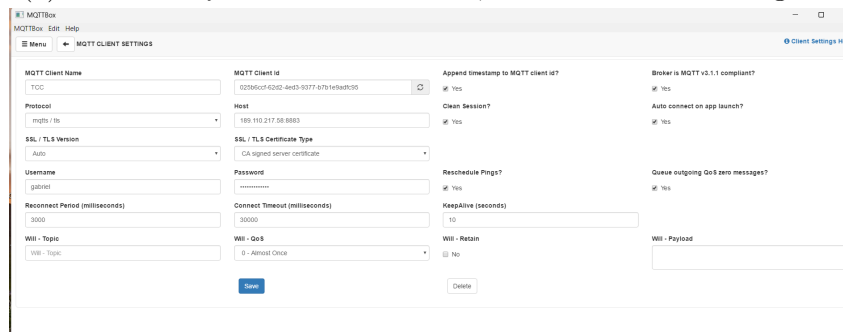 MQTTBox
MQTTBox Edit Help
Menu MQTT CLIENT SETTINGS Client Settings H
MQTT Client Name MQTT Client Id Append timestamp to MQTT client id? Broker is MQTT v3.1.1 compliant?
TCC 025b6ccf-62d2-4ed3-9377-b7b1e9adfc95 Yes Yes
Protocol Host Clean Session? Auto connect on app launch?
mqtts / tls 189.110.217.58:8883 Yes Yes
SSL / TLS Version SSL / TLS Certificate Type
Auto CA signed server certificate
Username Password Reschedule Pings? Queue outgoing QoS zero messages?
gabriel Yes Yes
Reconnect Period (milliseconds) Connect Timeout (milliseconds) KeepAlive (seconds)
3000 30000 10
Will - Topic Will - QoS Will - Retain Will - Payload
Will - Topic 0 - Almost Once No
Save Delete